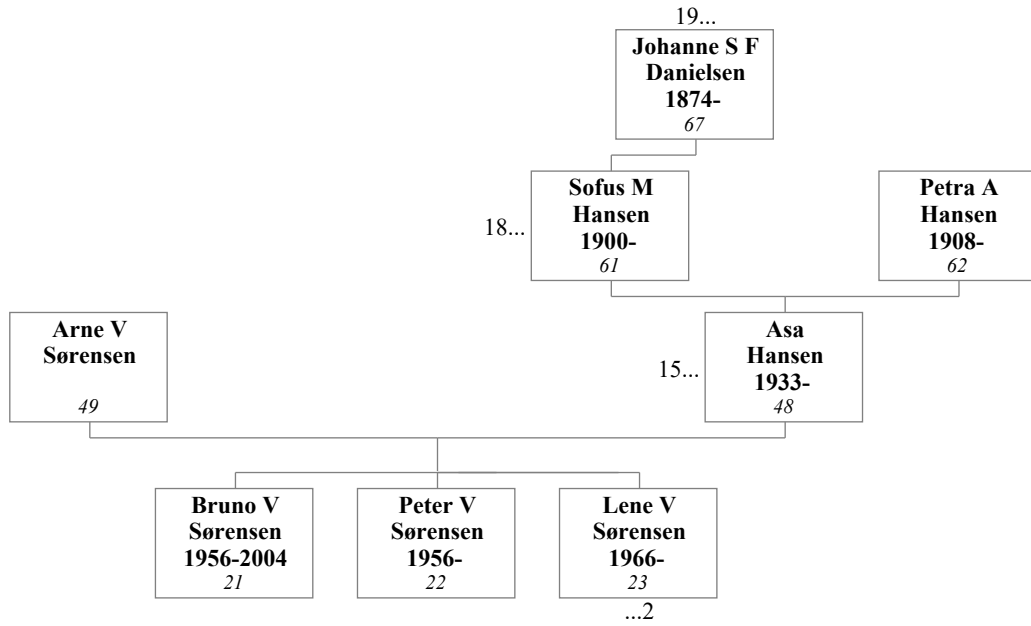 19...
Johanne S F
Danielsen
1874-
67
Sofus M
Hansen
1900-
61
18...
Petra A
Hansen
1908-
62
Arne V
Sørensen
49
Asa
Hansen
1933-
48
15...
Bruno V
Sørensen
1956-2004
21
Peter V
Sørensen
1956-
22
Lene V
Sørensen
1966-
23
...2